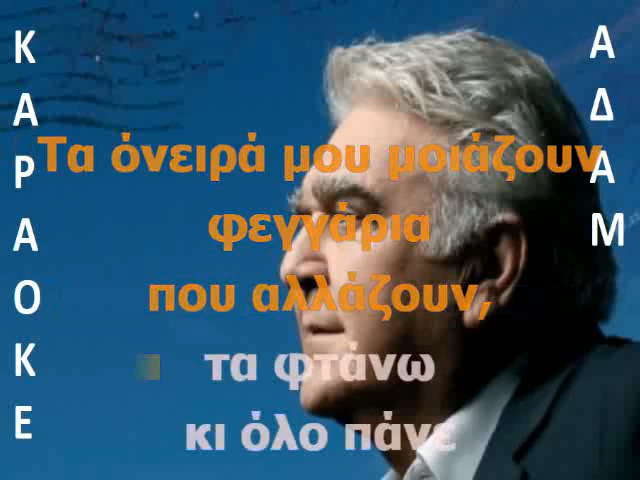 ΚΑΡΑΟΚΕ
ΑΔΑΜ
Τα όνειρά μου μοιάζουν
φεγγάρια
που αλλάζουν,
τα φτάνω
κι όλο πάνε